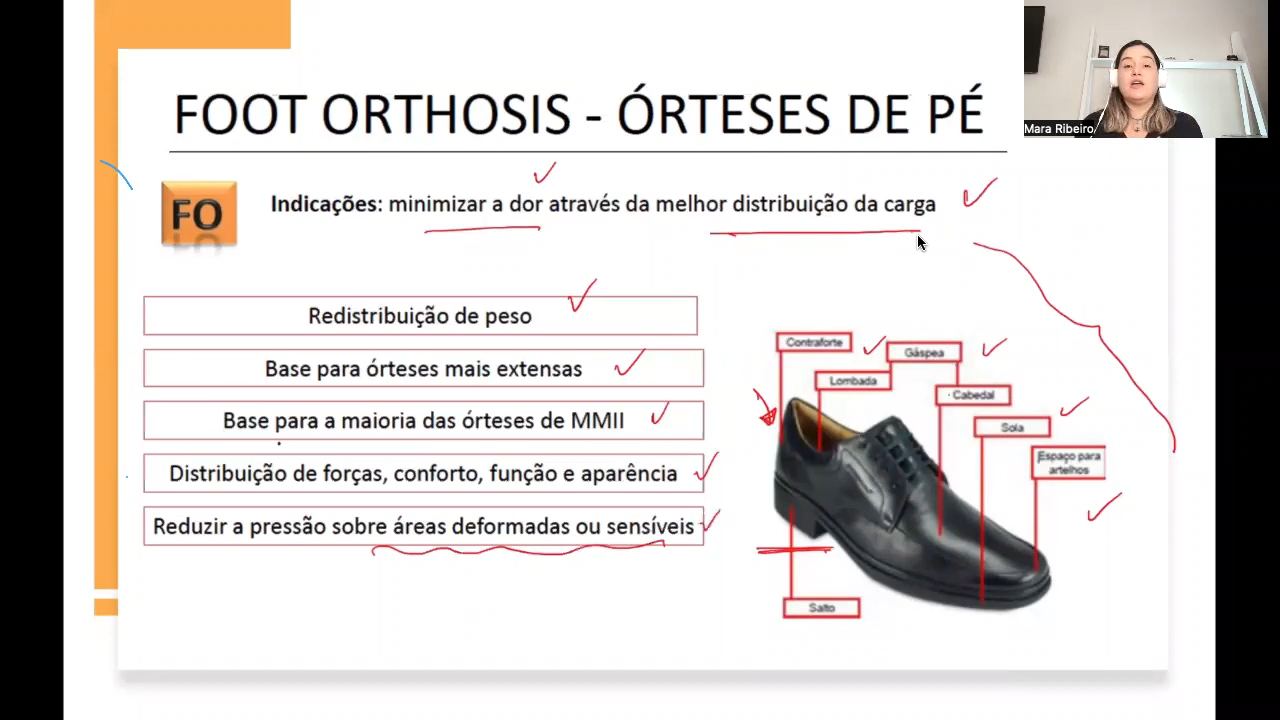 FOOT ORTHOSIS - ÓRTESES DE PÉ
Mara Ribeiro
FO
Indicações: minimizar a dor através da melhor distribuição da carga
Redistribuição de peso
Base para órteses mais extensas
Base para a maioria das órteses de MMII
Distribuição de forças, conforto, função e aparência
Reduzir a pressão sobre áreas deformadas ou sensíveis
Contraforte
Gáspea
Lombada
Cabedal
Sola
Espaço para
artelhos
Salto